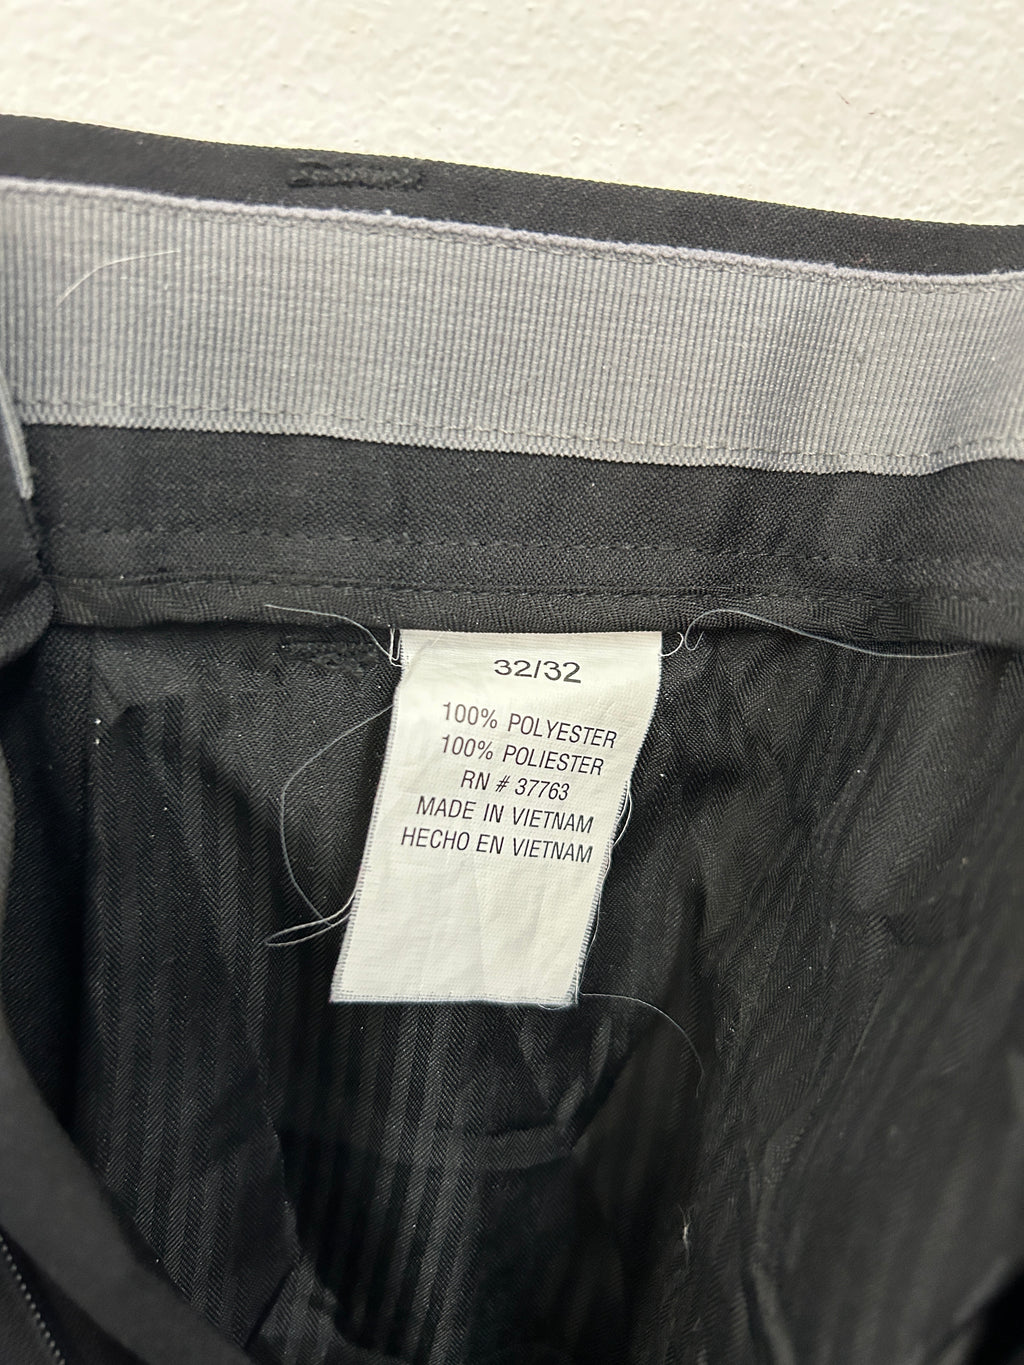 32/32
100% POLYESTER
100% POLIESTER
RN # 37763
MADE IN VIETNAM
HECHO EN VIETNAM